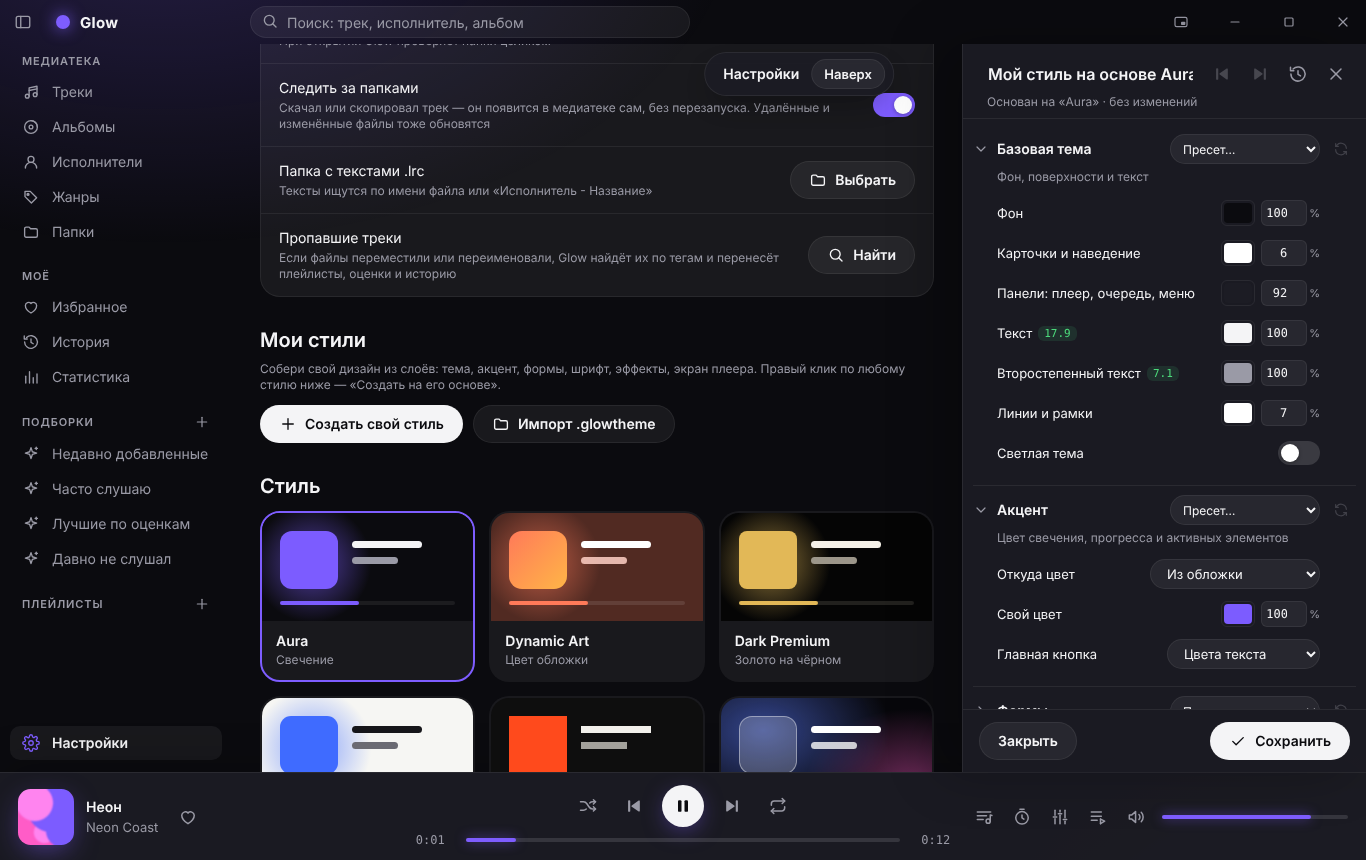 Glow
Поиск: трек, исполнитель, альбом
МЕДИАТЕКА
Треки
Альбомы
Исполнители
Жанры
Папки
МОЁ
Избранное
История
Статистика
ПОДБОРКИ
Недавно добавленные
Часто слушаю
Лучшие по оценкам
Давно не слушал
ПЛЕЙЛИСТЫ
Настройки
Настройки
Наверх
Следить за папками
Скачал или скопировал трек — он появится в медиатеке сам, без перезапуска. Удалённые и
изменённые файлы тоже обновятся
Папка с текстами .lrc
Тексты ищутся по имени файла или «Исполнитель - Название»
Выбрать
Пропавшие треки
Если файлы переместили или переименовали, Glow найдёт их по тегам и перенесёт
плейлисты, оценки и историю
Найти
Мои стили
Собери свой дизайн из слоёв: тема, акцент, формы, шрифт, эффекты, экран плеера. Правый клик по любому
стилю ниже — «Создать на его основе».
Создать свой стиль
Импорт .glowtheme
Стиль
Aura
Свечение
Dynamic Art
Цвет обложки
Dark Premium
Золото на чёрном
Мой стиль на основе Aura
Основан на «Aura» · без изменений
Базовая тема
Пресет...
Фон, поверхности и текст
Фон
100 %
Карточки и наведение
6 %
Панели: плеер, очередь, меню
92 %
Текст 17.9
100 %
Второстепенный текст 7.1
100 %
Линии и рамки
7 %
Светлая тема
Акцент
Пресет...
Цвет свечения, прогресса и активных элементов
Откуда цвет
Из обложки
Свой цвет
100 %
Главная кнопка
Цвета текста
Закрыть
Сохранить
Неон
Neon Coast
0:01
0:12